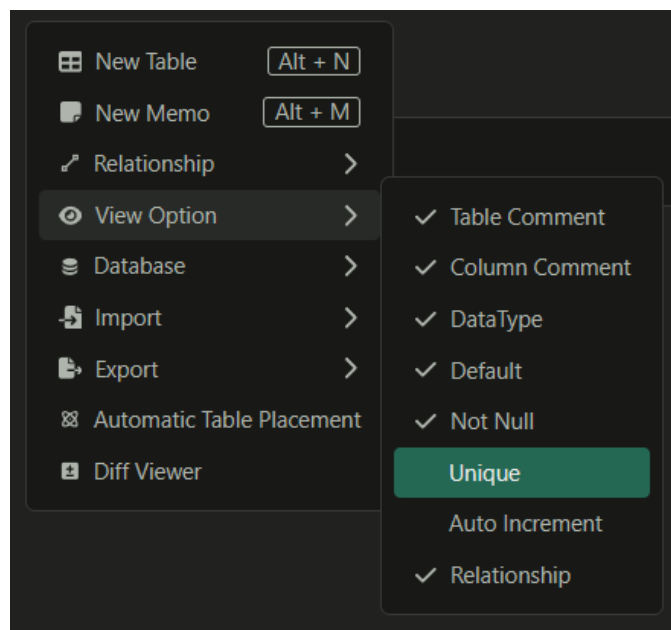 New Table
Alt + N
New Memo
Alt + M
Relationship
View Option
Database
Import
Export
Automatic Table Placement
Diff Viewer
Table Comment
Column Comment
DataType
Default
Not Null
Unique
Auto Increment
Relationship